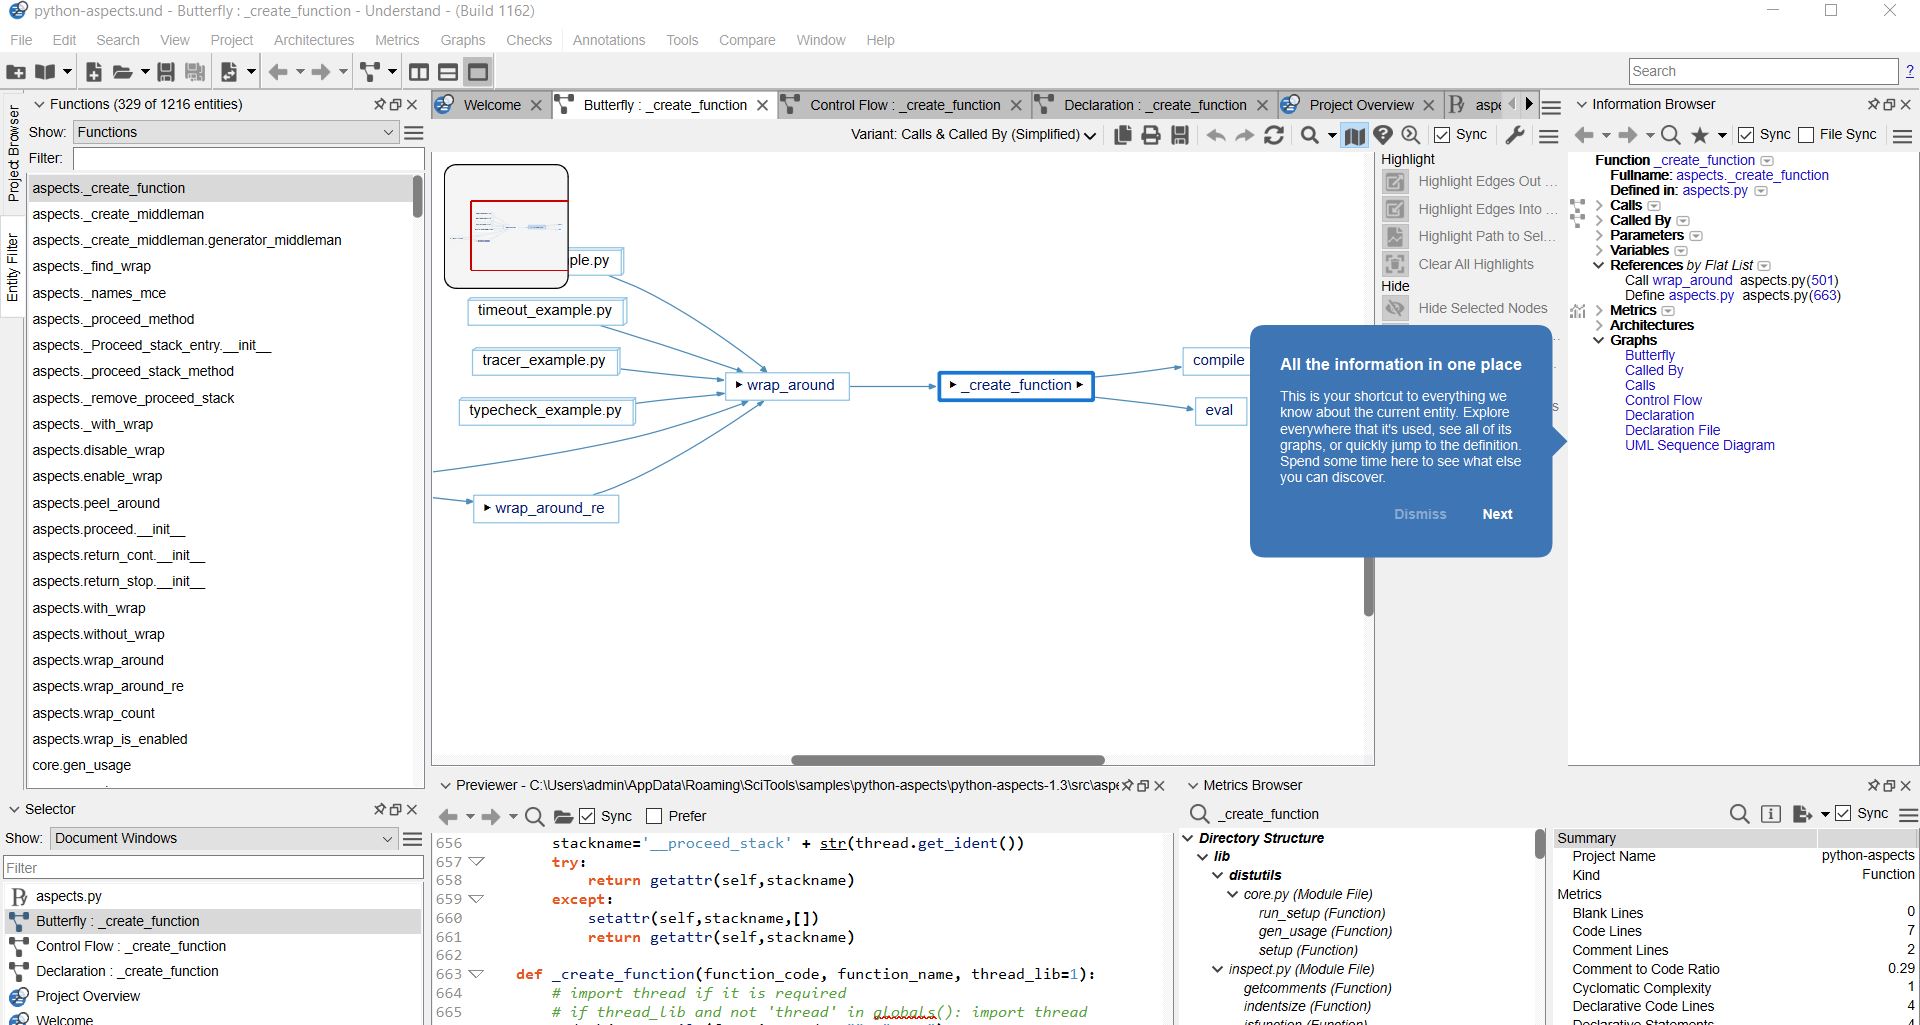 python-aspects.und - Butterfly : _create_function - Understand - (Build 1162)
File Edit Search View Project Architectures Metrics Graphs Checks Annotations Tools Compare Window Help
Search ?
Project Browser
Entity Filter
Functions (329 of 1216 entities)
Show: Functions
Filter:
aspects._create_function
aspects._create_middleman
aspects._create_middleman.generator_middleman
aspects._find_wrap
aspects._names_mce
aspects._proceed_method
aspects._Proceed_stack_entry.__init__
aspects._proceed_stack_method
aspects._remove_proceed_stack
aspects._with_wrap
aspects.disable_wrap
aspects.enable_wrap
aspects.peel_around
aspects.proceed.__init__
aspects.return_cont.__init__
aspects.return_stop.__init__
aspects.with_wrap
aspects.without_wrap
aspects.wrap_around
aspects.wrap_around_re
aspects.wrap_count
aspects.wrap_is_enabled
core.gen_usage
Selector
Show: Document Windows
Filter
aspects.py
Butterfly : _create_function
Control Flow : _create_function
Declaration : _create_function
Project Overview
Welcome
Welcome Butterfly : _create_function Control Flow : _create_function Declaration : _create_function Project Overview aspe
Variant: Calls & Called By (Simplified) Sync
ple.py
timeout_example.py
tracer_example.py
typecheck_example.py
wrap_around
wrap_around_re
_create_function
compile
eval
Highlight
Highlight Edges Out ...
Highlight Edges Into ...
Highlight Path to Sel...
Clear All Highlights
Hide
Hide Selected Nodes
All the information in one place
This is your shortcut to everything we
know about the current entity. Explore
everywhere that it's used, see all of its
graphs, or quickly jump to the definition.
Spend some time here to see what else
you can discover.
Dismiss Next
Information Browser
Sync File Sync
Function _create_function
Fullname: aspects._create_function
Defined in: aspects.py
Calls
Called By
Parameters
Variables
References by Flat List
Call wrap_around aspects.py(501)
Define aspects.py aspects.py(663)
Metrics
Architectures
Graphs
Butterfly
Called By
Calls
Control Flow
Declaration
Declaration File
UML Sequence Diagram
Previewer - C:\Users\admin\AppData\Roaming\SciTools\samples\python-aspects\python-aspects-1.3\src\aspe
Sync Prefer
656 stackname='__proceed_stack' + str(thread.get_ident())
657 try:
658 return getattr(self,stackname)
659 except:
660 setattr(self,stackname,[])
661 return getattr(self,stackname)
662
663 def _create_function(function_code, function_name, thread_lib=1):
664 # import thread if it is required
665 # if thread_lib and not 'thread' in globals(): import thread
Metrics Browser
_create_function
Sync
Directory Structure
lib
distutils
core.py (Module File)
run_setup (Function)
gen_usage (Function)
setup (Function)
inspect.py (Module File)
getcomments (Function)
indentsize (Function)
isfunction (Function)
Summary
Project Name python-aspects
Kind Function
Metrics
Blank Lines 0
Code Lines 7
Comment Lines 2
Comment to Code Ratio 0.29
Cyclomatic Complexity 1
Declarative Code Lines 4
Declarative Statements 4